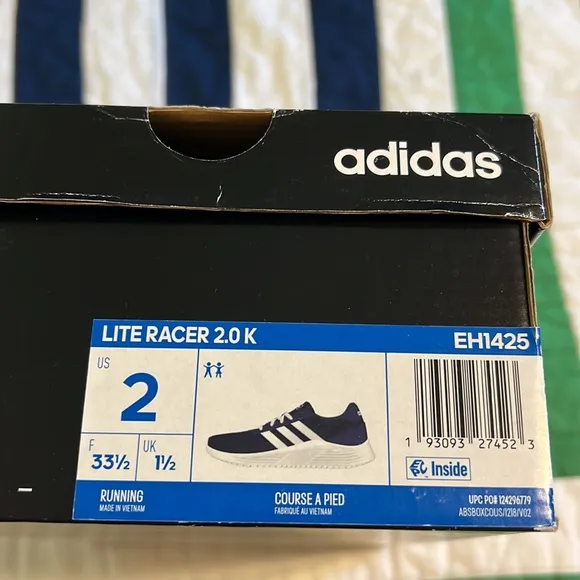 adidas
LITE RACER 2.0 K
EH1425
US
2
F
33½
UK
1½
1 93093 27452 3
EPC Inside
RUNNING
MADE IN VIETNAM
COURSE A PIED
FABRIQUÉ AU VIETNAM
UPC PO# 124296779
ABSBOXCOUS/1218/V02